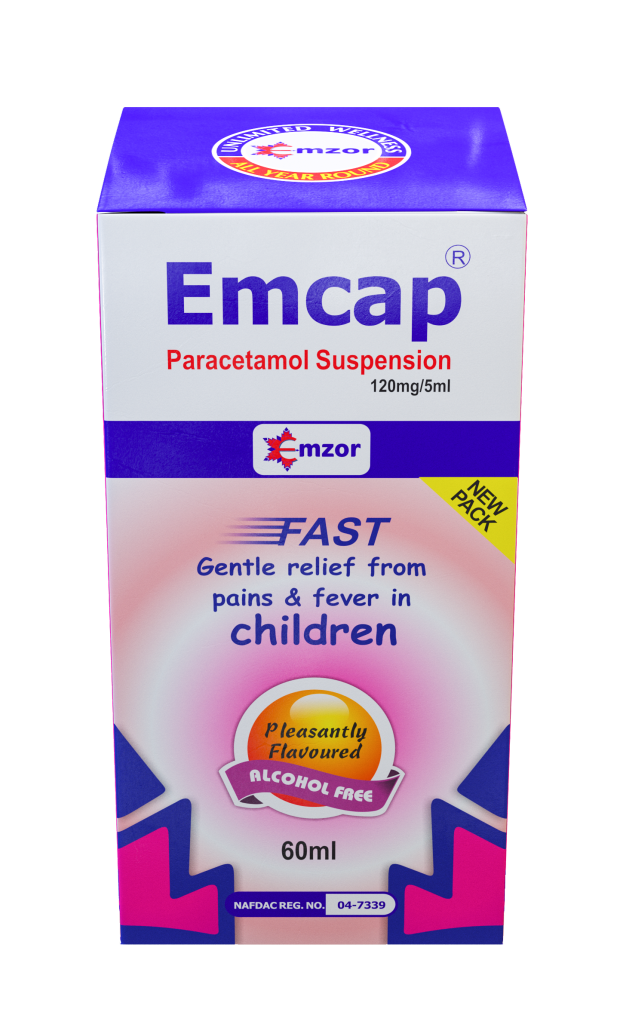 UNLIMITED WELLNESS
Emzor
ALL YEAR ROUND
Emcap®
Paracetamol Suspension
120mg/5ml
Emzor
NEW
PACK
FAST
Gentle relief from
pains & fever in
children
Pleasantly
Flavoured
ALCOHOL FREE
60ml
NAFDAC REG. NO. 04-7339